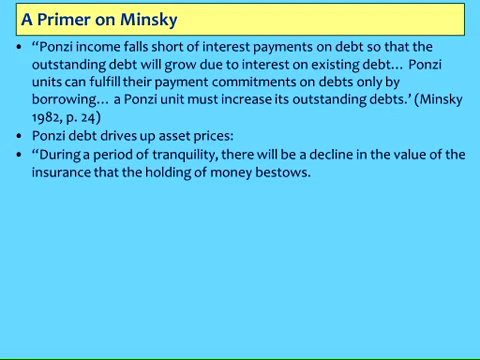 A Primer on Minsky
• “Ponzi income falls short of interest payments on debt so that the
outstanding debt will grow due to interest on existing debt… Ponzi
units can fulfill their payment commitments on debts only by
borrowing… a Ponzi unit must increase its outstanding debts.’ (Minsky
1982, p. 24)
• Ponzi debt drives up asset prices:
• “During a period of tranquility, there will be a decline in the value of the
insurance that the holding of money bestows.